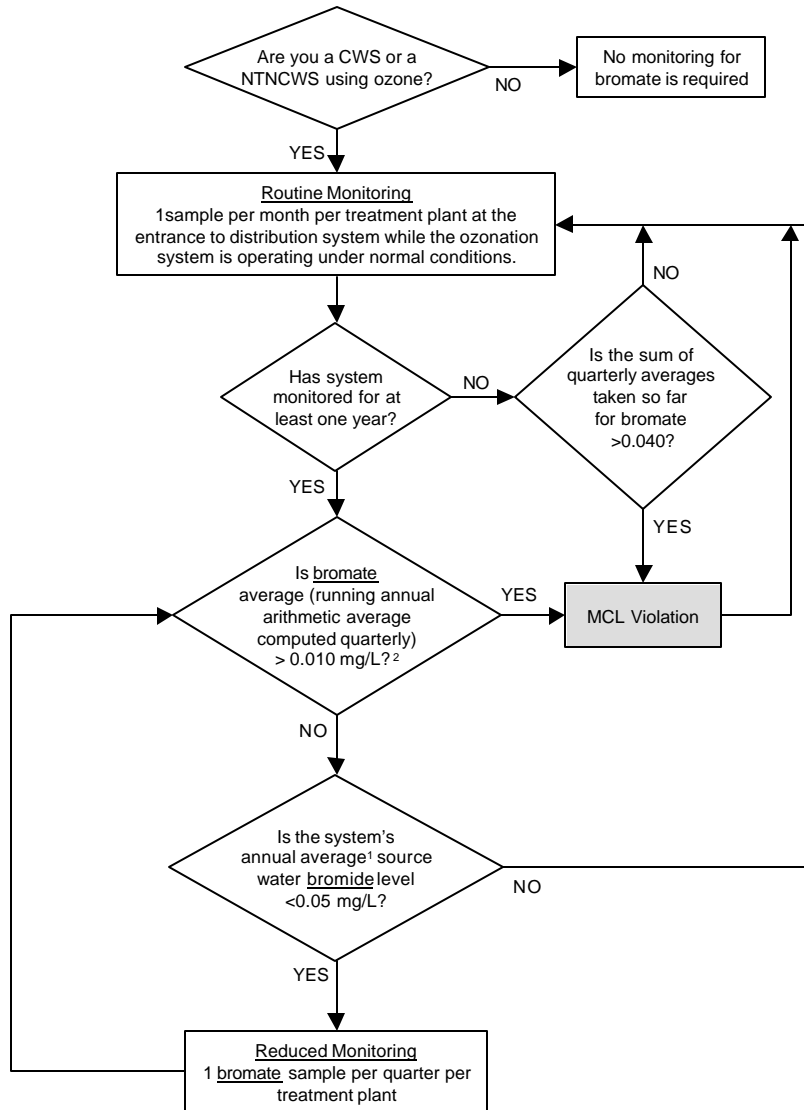 Are you a CWS or a
NTNCWS using ozone?
NO
No monitoring for
bromate is required
YES
Routine Monitoring
1sample per month per treatment plant at the
entrance to distribution system while the ozonation
system is operating under normal conditions.
NO
Has system
monitored for at
least one year?
NO
Is the sum of
quarterly averages
taken so far
for bromate
>0.040?
YES
YES
Is bromate
average (running annual
arithmetic average
computed quarterly)
> 0.010 mg/L?²
YES
MCL Violation
NO
Is the system's
annual average¹ source
water bromide level
<0.05 mg/L?
NO
YES
Reduced Monitoring
1 bromate sample per quarter per
treatment plant